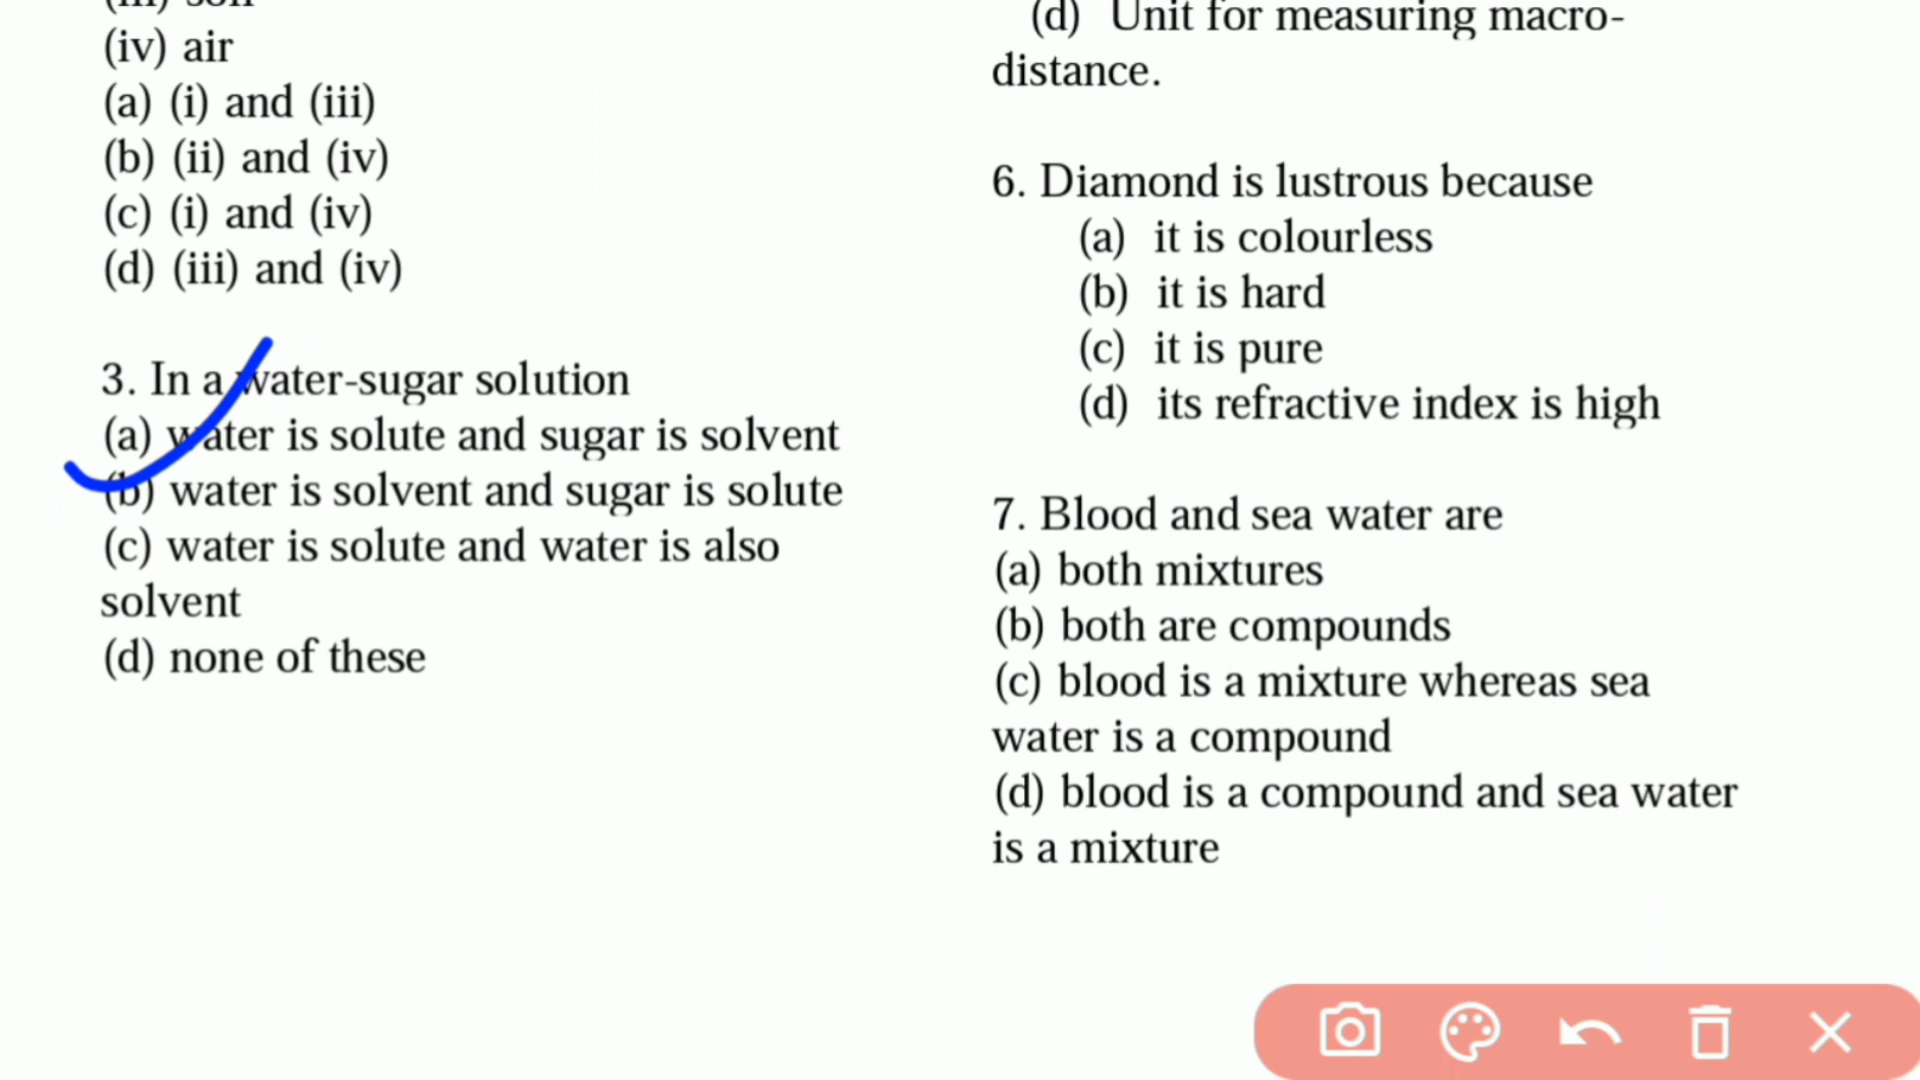 (iii) soil
(iv) air
(a) (i) and (iii)
(b) (ii) and (iv)
(c) (i) and (iv)
(d) (iii) and (iv)
3. In a water-sugar solution
(a) water is solute and sugar is solvent
(b) water is solvent and sugar is solute
(c) water is solute and water is also
solvent
(d) none of these
(d) Unit for measuring macro-
distance.
6. Diamond is lustrous because
(a) it is colourless
(b) it is hard
(c) it is pure
(d) its refractive index is high
7. Blood and sea water are
(a) both mixtures
(b) both are compounds
(c) blood is a mixture whereas sea
water is a compound
(d) blood is a compound and sea water
is a mixture